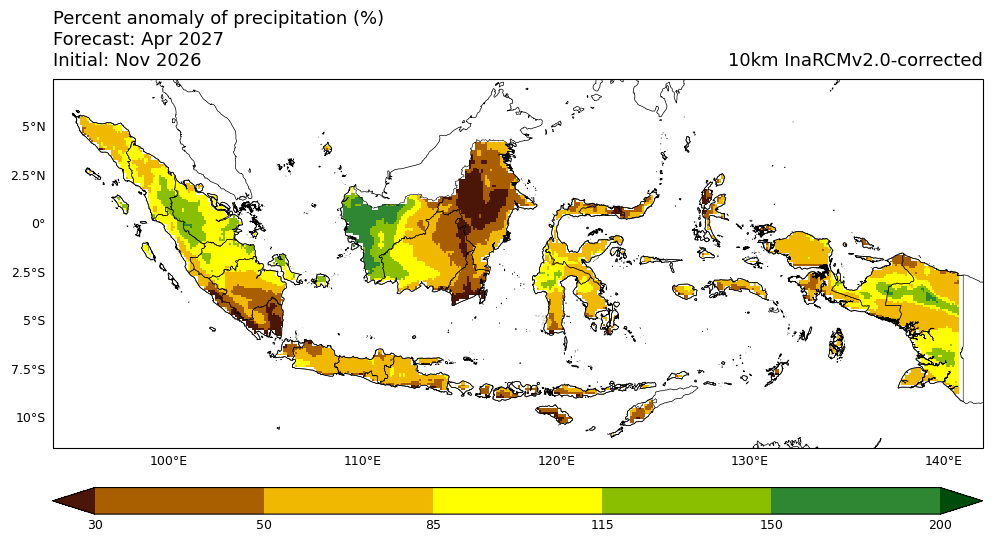 Percent anomaly of precipitation (%)
Forecast: Apr 2027
Initial: Nov 2026
10km InaRCMv2.0-corrected
5°N
2.5°N
0°
2.5°S
5°S
7.5°S
10°S
100°E 110°E 120°E 130°E 140°E
30 50 85 115 150 200